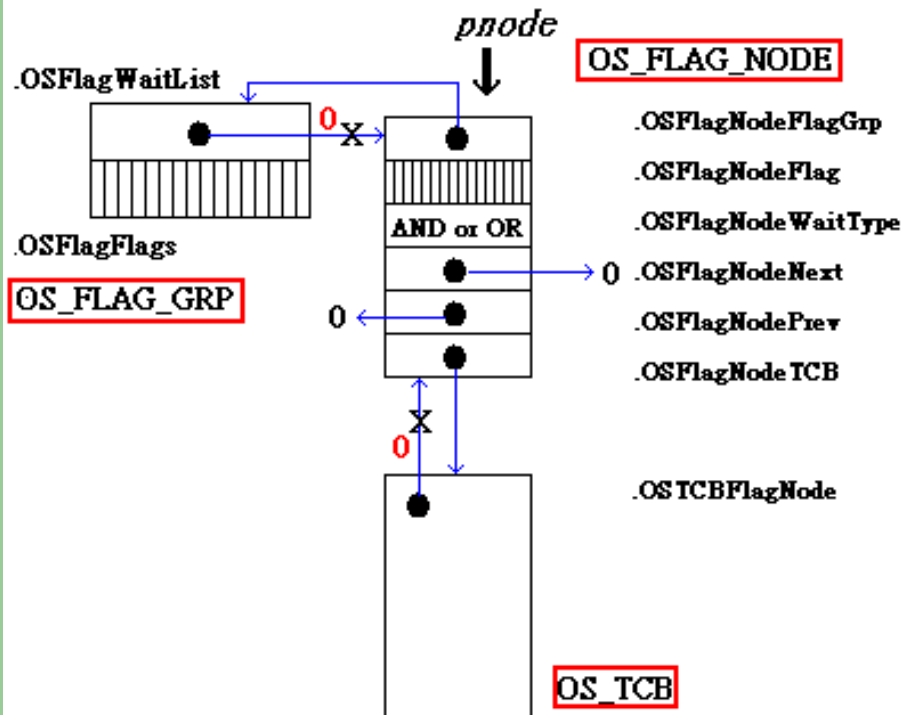 pnode
OS_FLAG_NODE
.OSFlagWaitList
0
X
.OSFlagNodeFlagGrp
.OSFlagNodeFlag
AND or OR
.OSFlagNodeWaitType
.OSFlagFlags
0
.OSFlagNodeNext
OS_FLAG_GRP
0
.OSFlagNodePrev
.OSFlagNodeTCB
X
0
.OSTCBFlagNode
OS_TCB